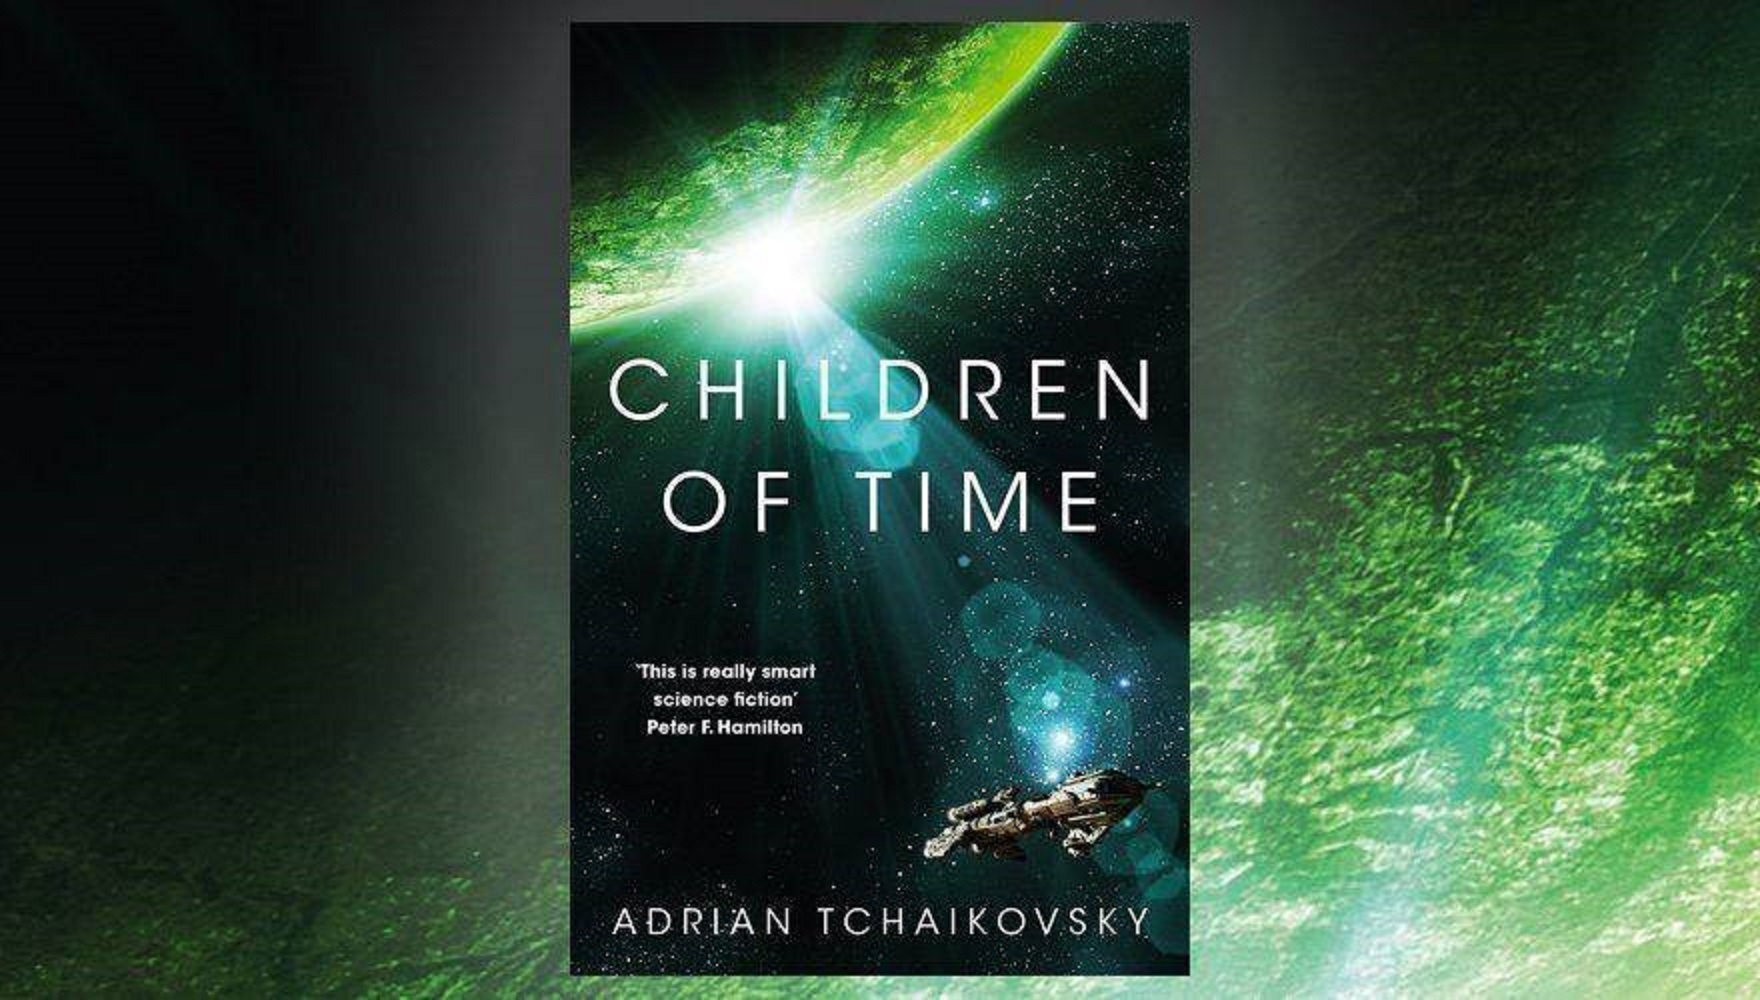 CHILDREN
OF TIME
‘This is really smart
science fiction’
Peter F. Hamilton
ADRIAN TCHAIKOVSKY